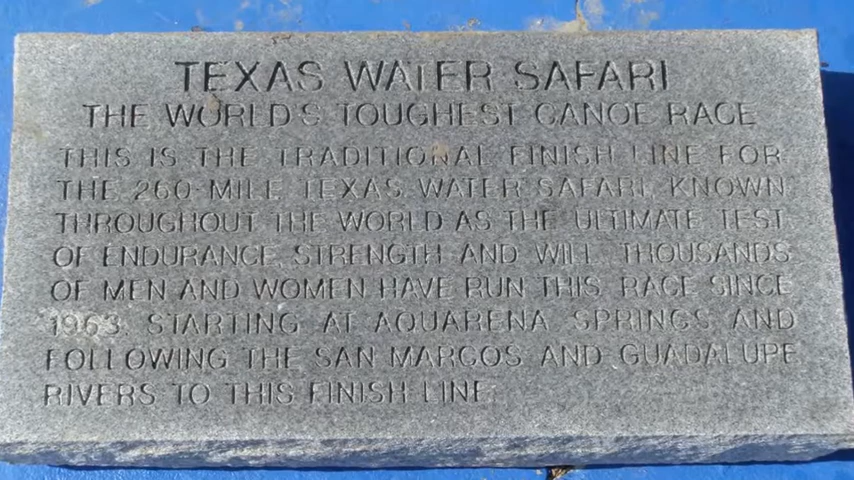 TEXAS WATER SAFARI
THE WORLD'S TOUGHEST CANOE RACE
THIS IS THE TRADITIONAL FINISH LINE FOR
THE 260-MILE TEXAS WATER SAFARI, KNOWN
THROUGHOUT THE WORLD AS THE ULTIMATE TEST
OF ENDURANCE, STRENGTH AND WILL. THOUSANDS
OF MEN AND WOMEN HAVE RUN THIS RACE SINCE
1963. STARTING AT AQUARENA SPRINGS AND
FOLLOWING THE SAN MARCOS AND GUADALUPE
RIVERS TO THIS FINISH LINE.